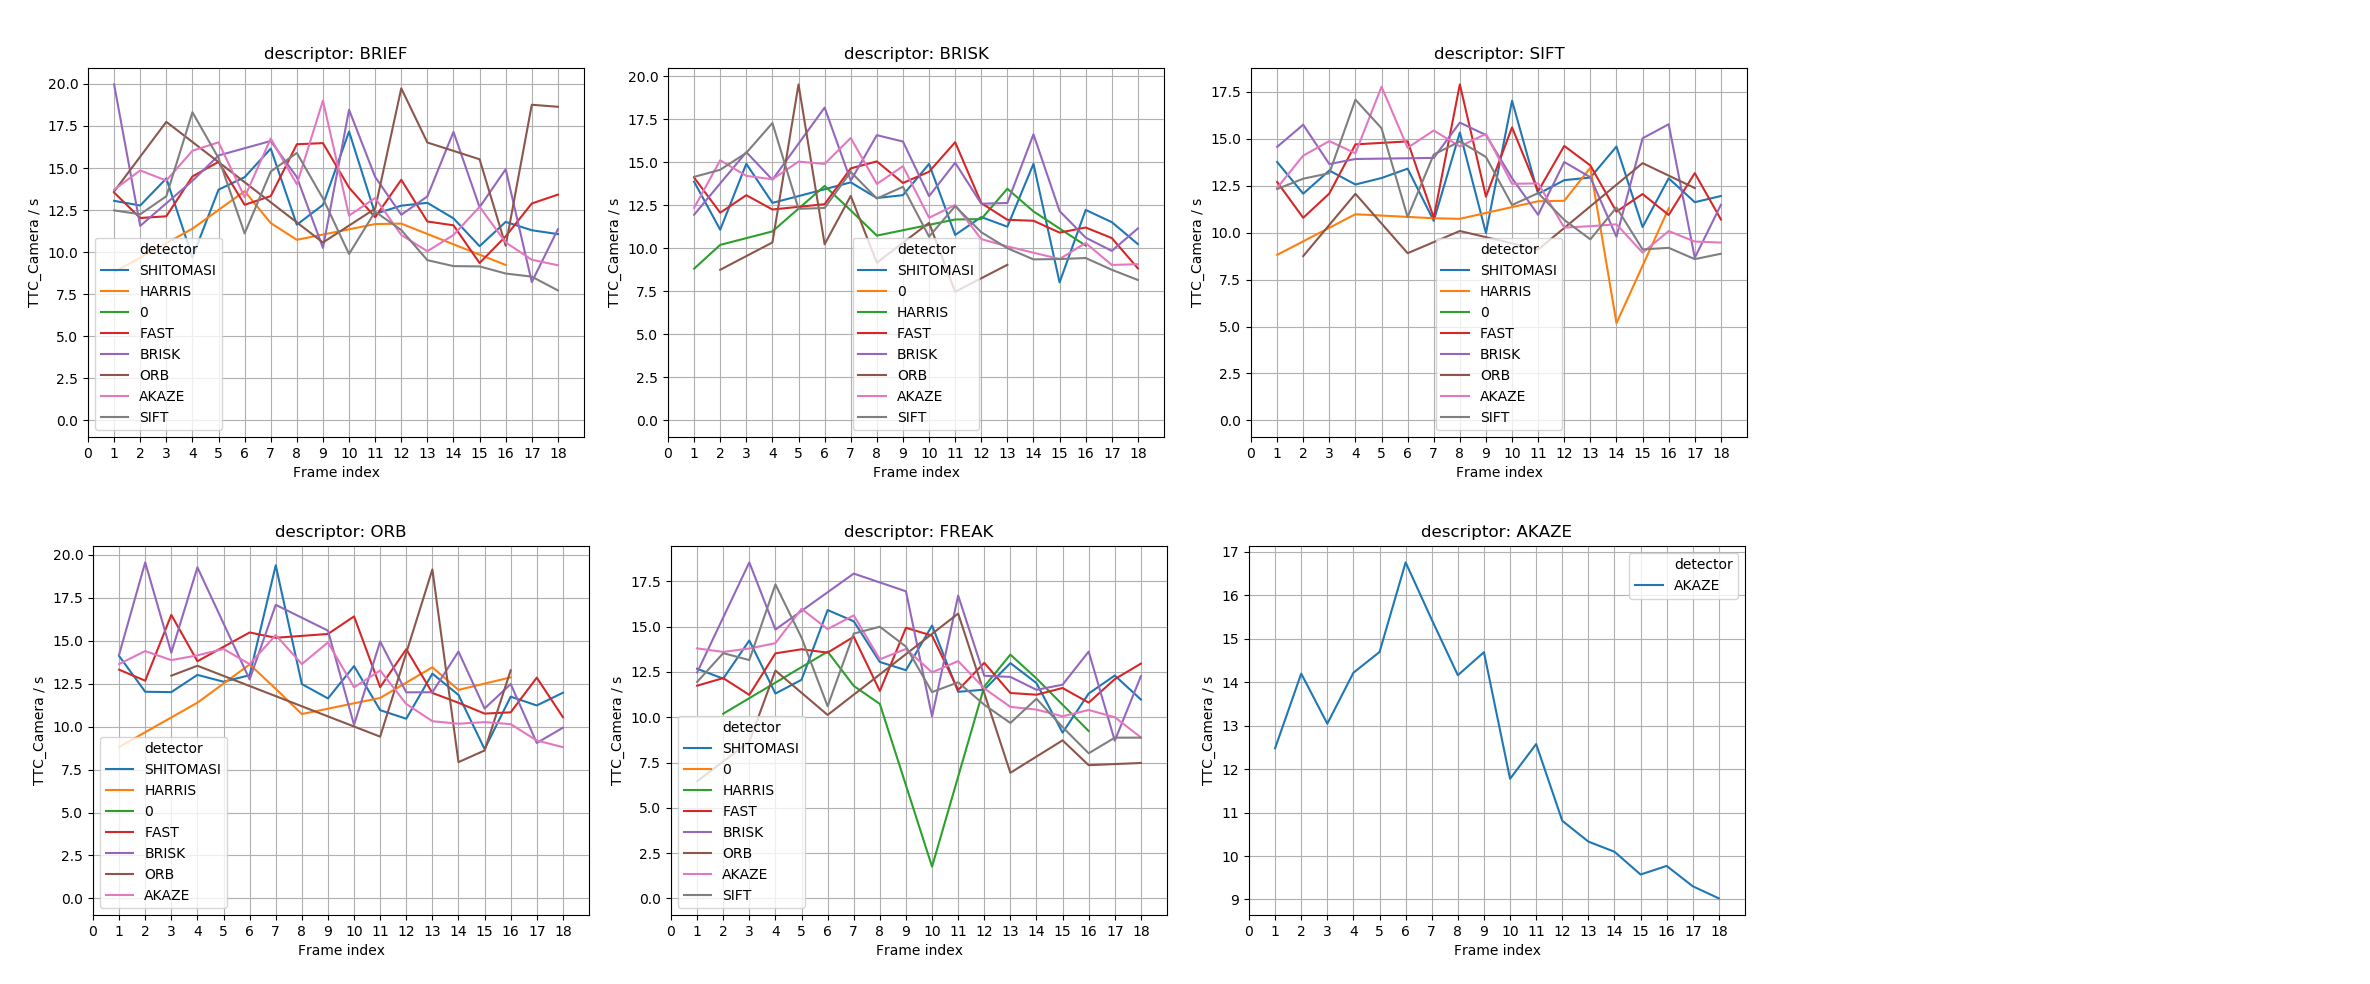 descriptor: BRIEF
TTC_Camera / s
20.0
17.5
15.0
12.5
10.0
7.5
5.0
2.5
0.0
detector
SHITOMASI
HARRIS
0
FAST
BRISK
ORB
AKAZE
SIFT
0 1 2 3 4 5 6 7 8 9 10 11 12 13 14 15 16 17 18
Frame index
descriptor: BRISK
TTC_Camera / s
20.0
17.5
15.0
12.5
10.0
7.5
5.0
2.5
0.0
detector
SHITOMASI
0
HARRIS
FAST
BRISK
ORB
AKAZE
SIFT
0 1 2 3 4 5 6 7 8 9 10 11 12 13 14 15 16 17 18
Frame index
descriptor: SIFT
TTC_Camera / s
17.5
15.0
12.5
10.0
7.5
5.0
2.5
0.0
detector
SHITOMASI
HARRIS
0
FAST
BRISK
ORB
AKAZE
SIFT
0 1 2 3 4 5 6 7 8 9 10 11 12 13 14 15 16 17 18
Frame index
descriptor: ORB
TTC_Camera / s
20.0
17.5
15.0
12.5
10.0
7.5
5.0
2.5
0.0
detector
SHITOMASI
HARRIS
0
FAST
BRISK
ORB
AKAZE
0 1 2 3 4 5 6 7 8 9 10 11 12 13 14 15 16 17 18
Frame index
descriptor: FREAK
TTC_Camera / s
17.5
15.0
12.5
10.0
7.5
5.0
2.5
0.0
detector
SHITOMASI
0
HARRIS
FAST
BRISK
ORB
AKAZE
SIFT
0 1 2 3 4 5 6 7 8 9 10 11 12 13 14 15 16 17 18
Frame index
descriptor: AKAZE
TTC_Camera / s
17
16
15
14
13
12
11
10
9
detector
AKAZE
0 1 2 3 4 5 6 7 8 9 10 11 12 13 14 15 16 17 18
Frame index